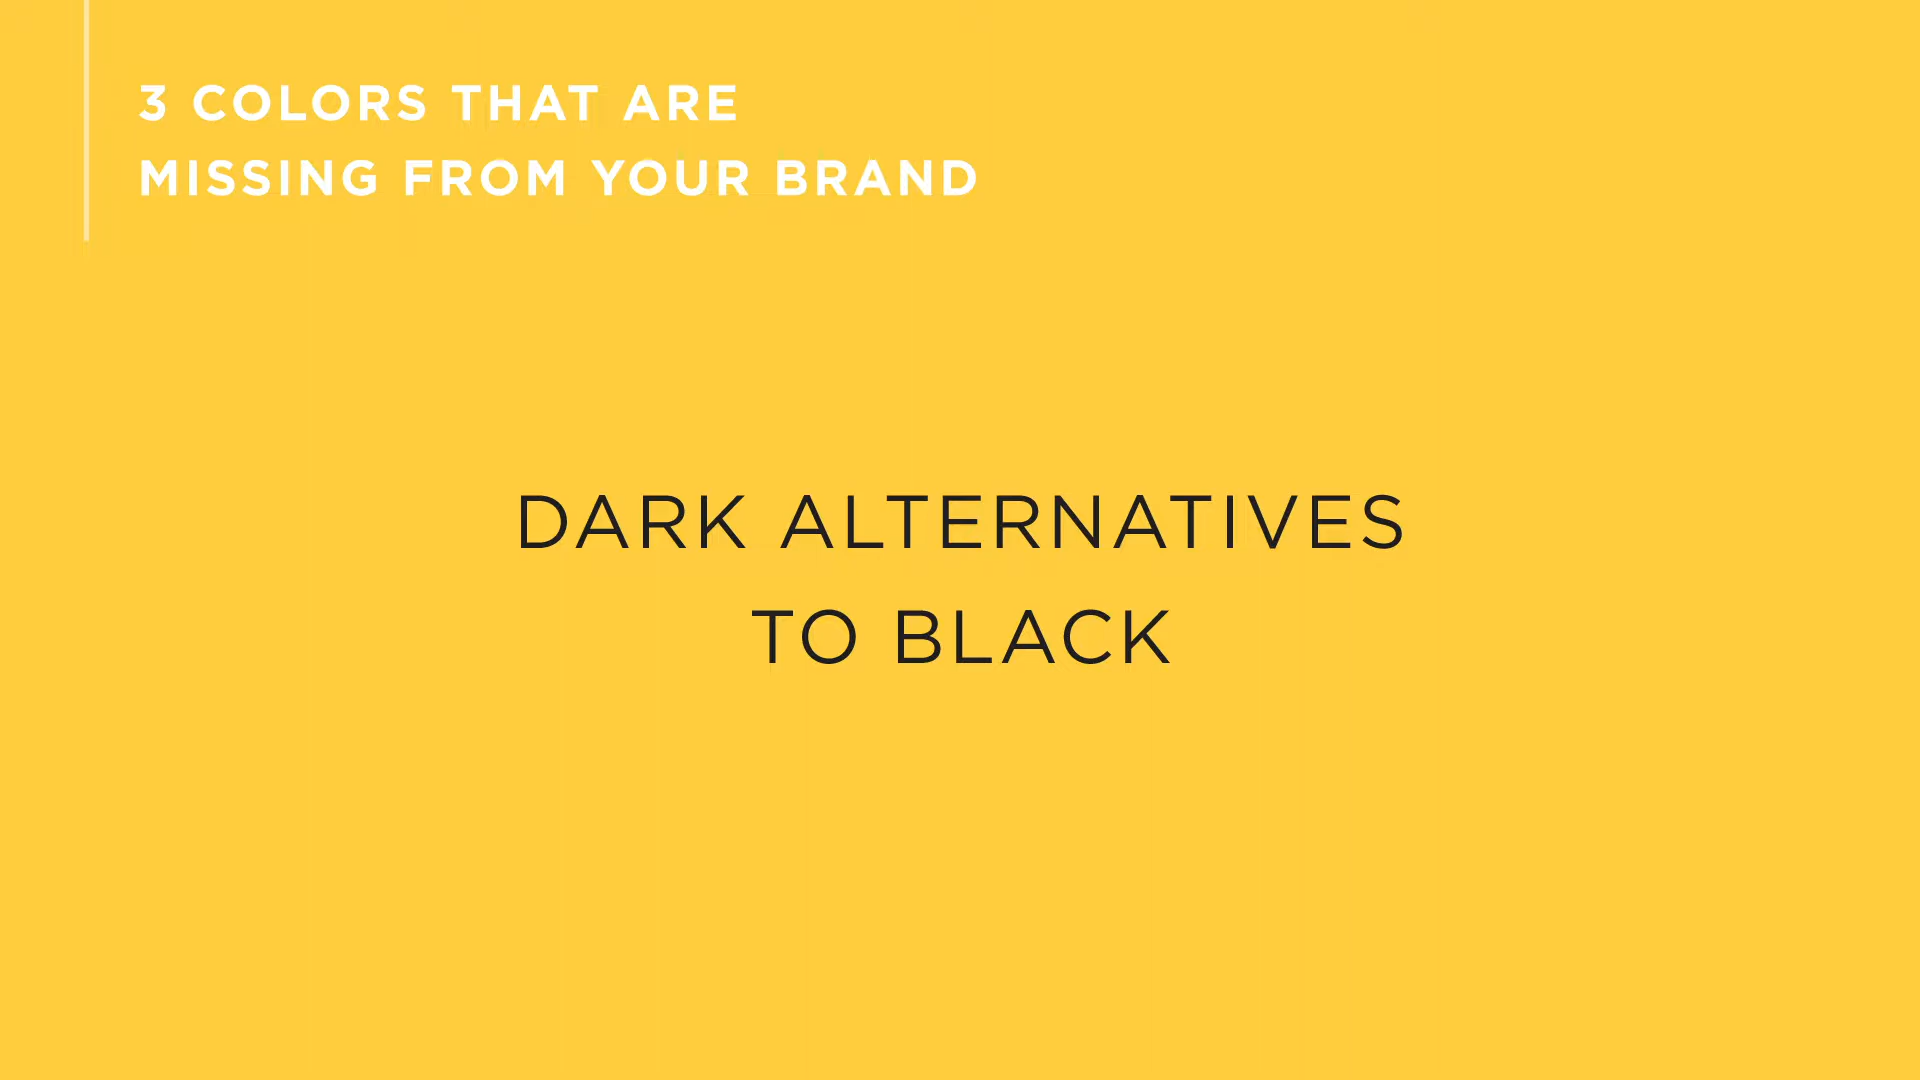 3 COLORS THAT ARE
MISSING FROM YOUR BRAND
DARK ALTERNATIVES
TO BLACK